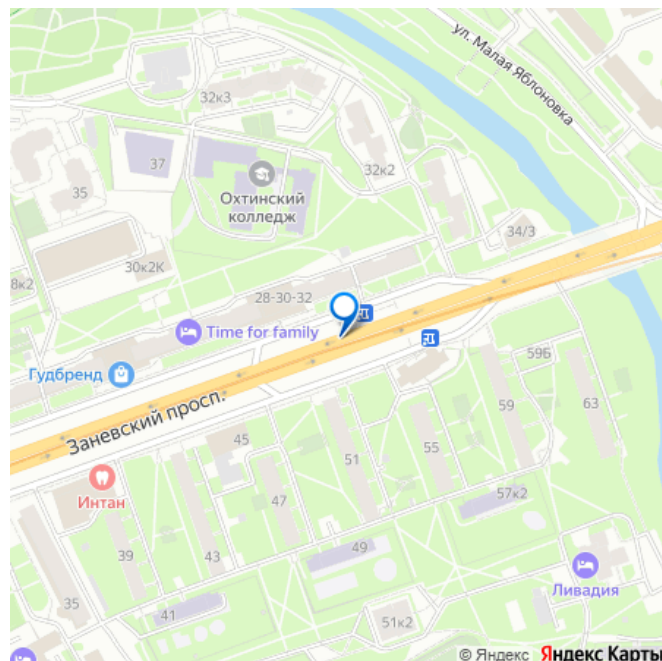 ул. Малая Яблоновка
32к3
37
32к2
35
Охтинский
колледж
34/3
30к2К
8к2
28-30-32
Time for family
Гудбренд
59Б
Заневский просп.
63
59
45
55
51
Интан
47
57к2
39
43
49
Ливадия
35
41
51к2
© Яндекс Яндекс Карты